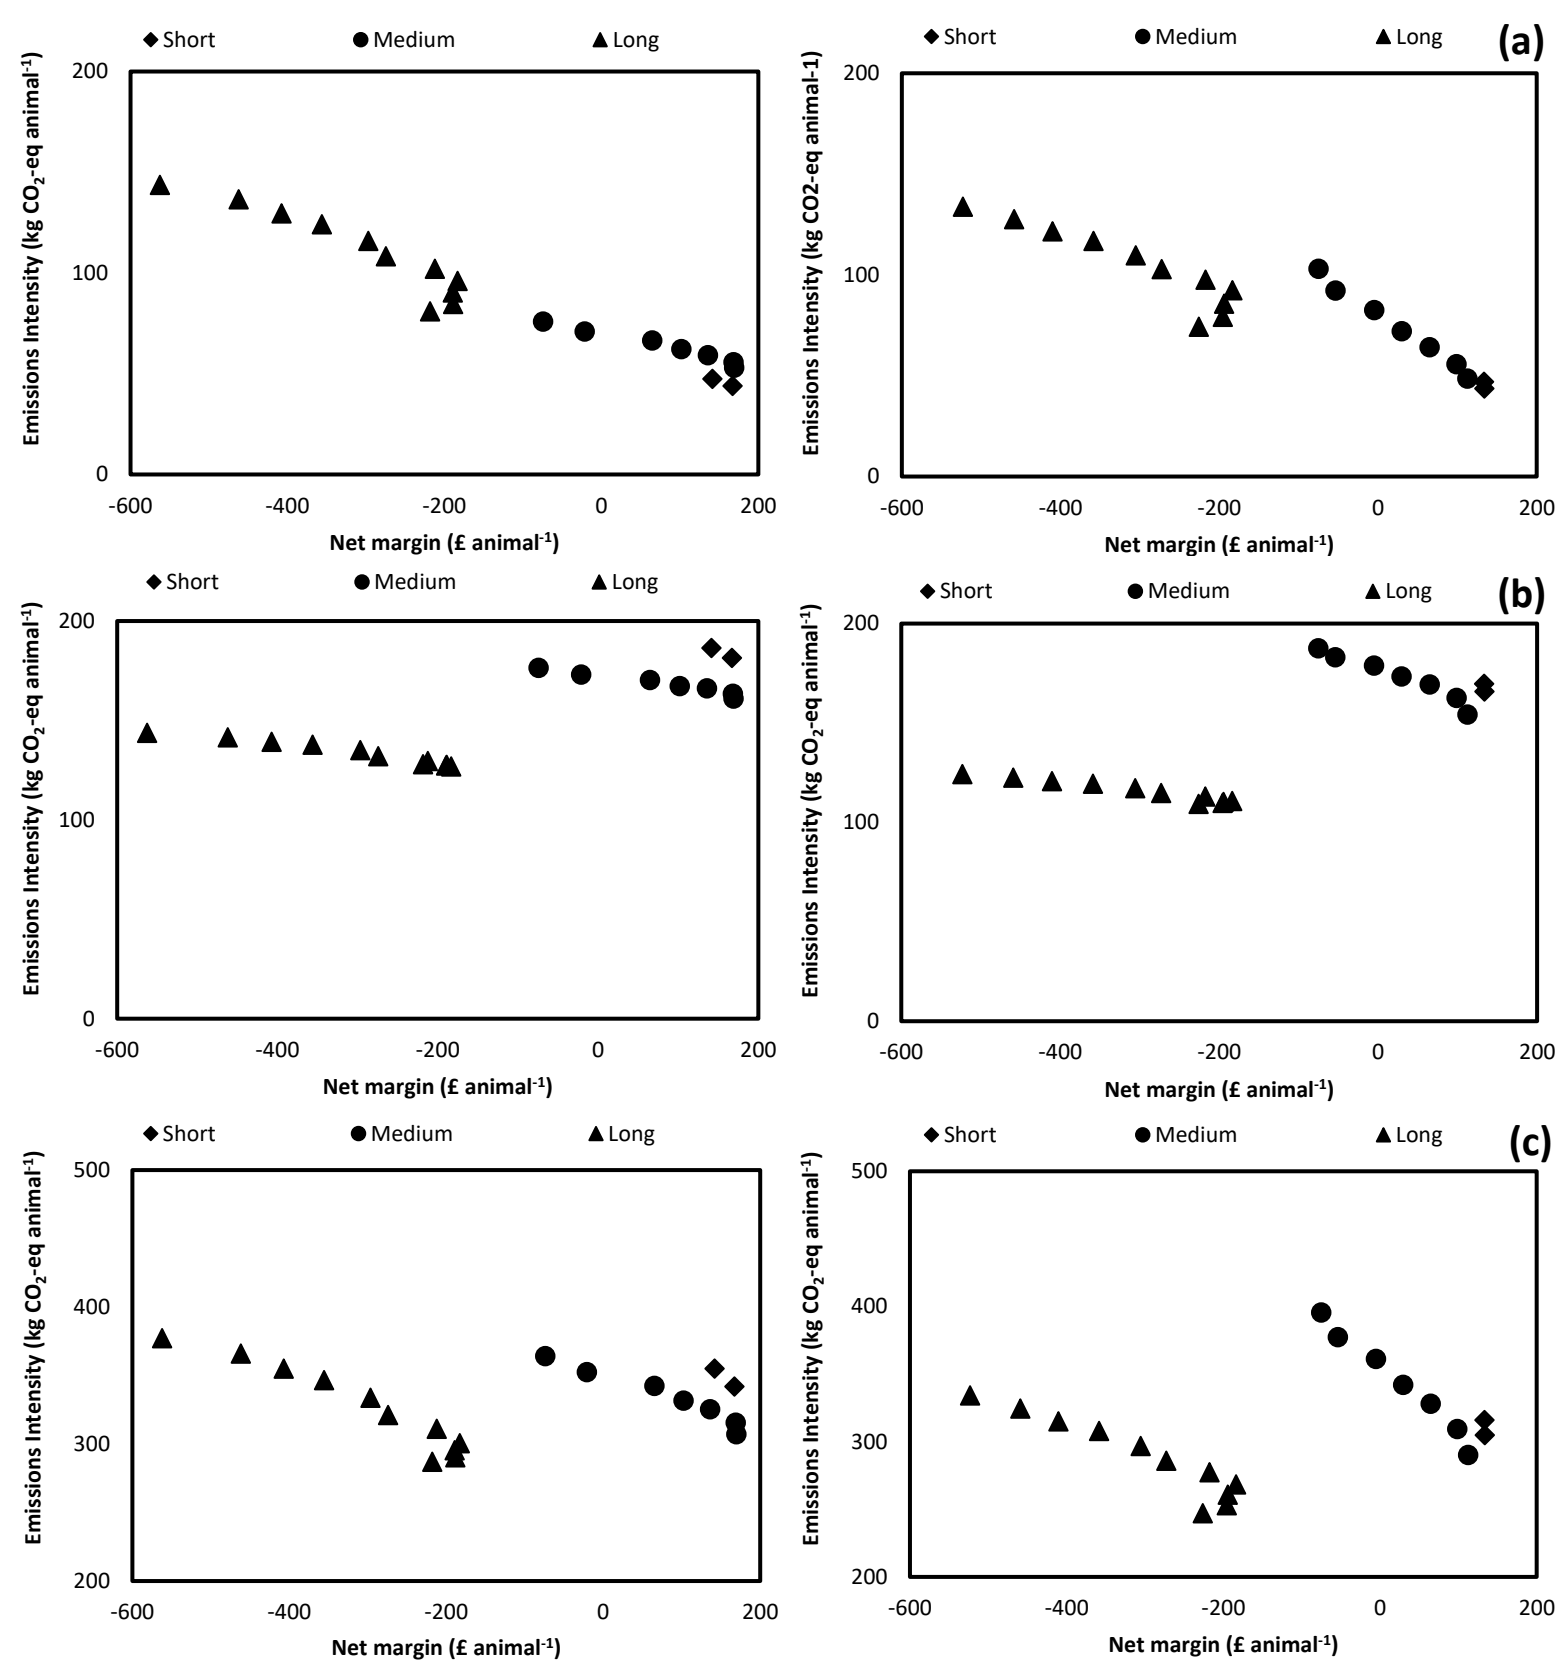 Short Medium Long
Emissions Intensity (kg CO2-eq animal-1)
200
100
0
-600 -400 -200 0 200
Net margin (£ animal-1)
Short Medium Long (a)
Emissions Intensity (kg CO2-eq animal-1)
200
100
0
-600 -400 -200 0 200
Net margin (£ animal-1)
Short Medium Long
Emissions Intensity (kg CO2-eq animal-1)
200
100
0
-600 -400 -200 0 200
Net margin (£ animal-1)
Short Medium Long (b)
Emissions Intensity (kg CO2-eq animal-1)
200
100
0
-600 -400 -200 0 200
Net margin (£ animal-1)
Short Medium Long
Emissions Intensity (kg CO2-eq animal-1)
500
400
300
200
-600 -400 -200 0 200
Net margin (£ animal-1)
Short Medium Long (c)
Emissions Intensity (kg CO2-eq animal-1)
500
400
300
200
-600 -400 -200 0 200
Net margin (£ animal-1)